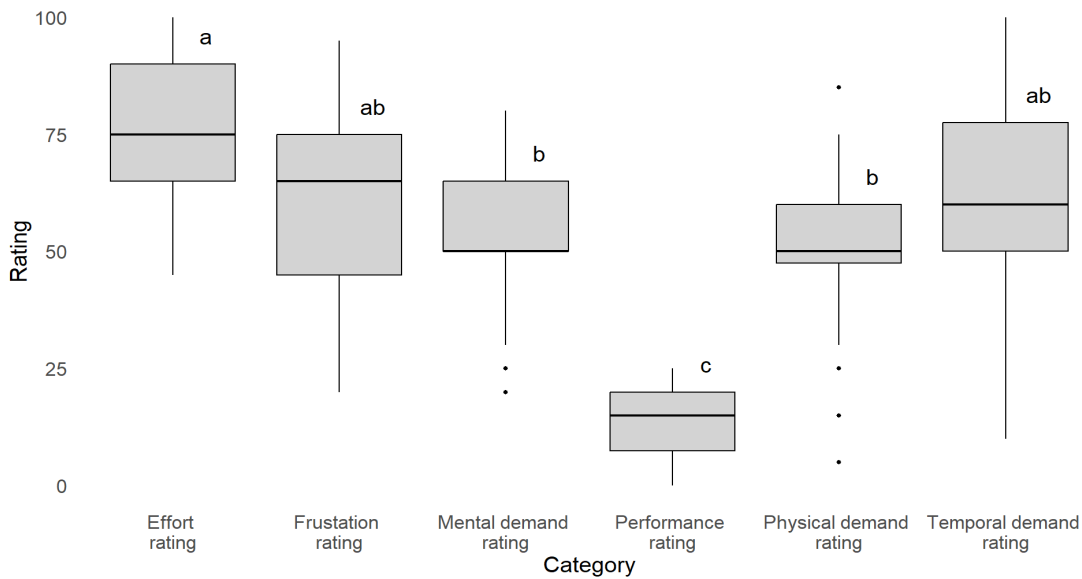 100
75
50
25
0
Rating
a
ab
b
c
b
ab
Effort
rating
Frustation
rating
Mental demand
rating
Performance
rating
Physical demand
rating
Temporal demand
rating
Category